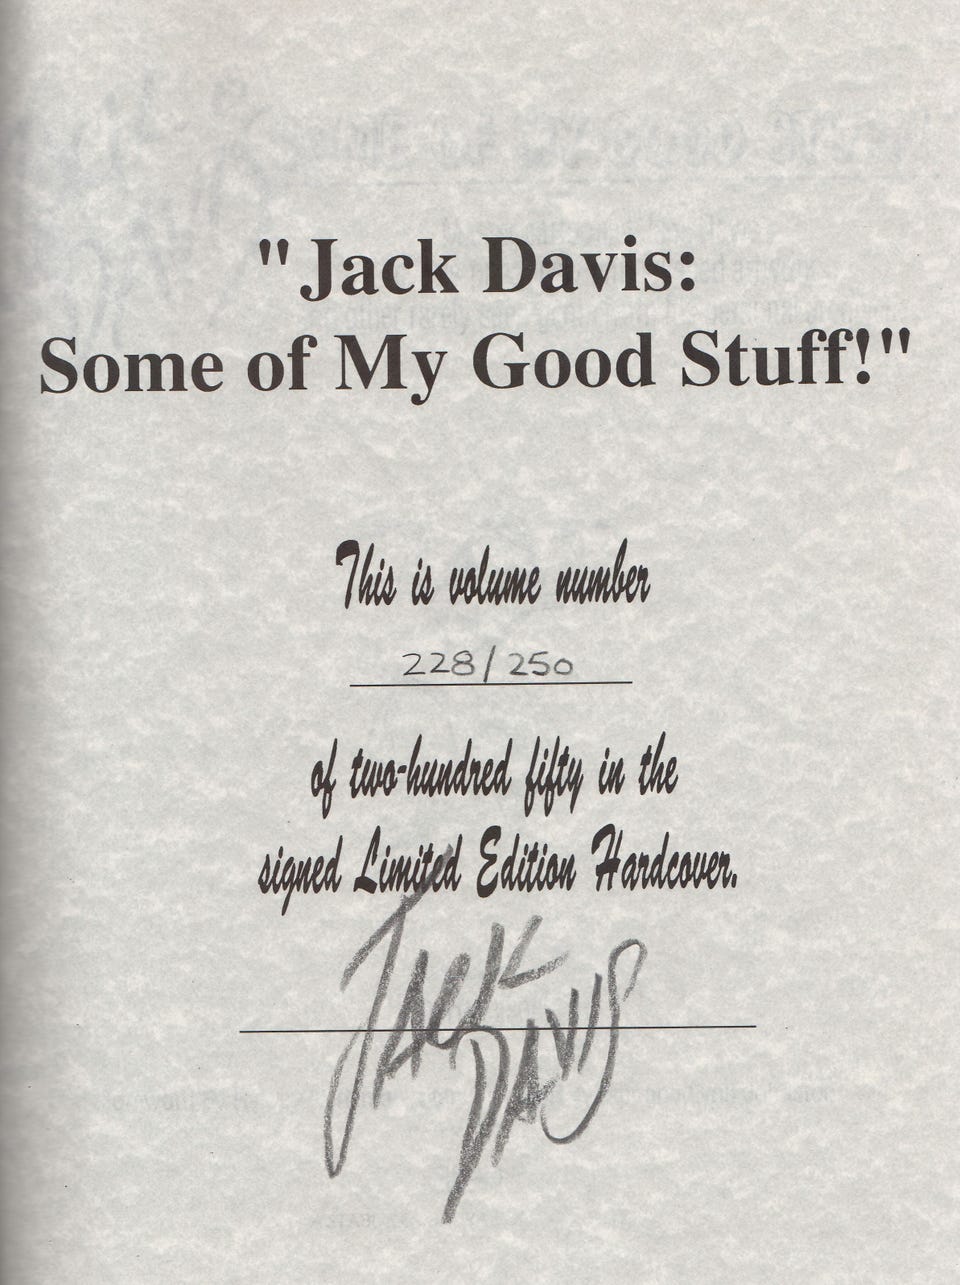 "Jack Davis:
Some of My Good Stuff!"
This is volume number
228/250
of two-hundred fifty in the
signed Limited Edition Hardcover.
JACK
DAVIS